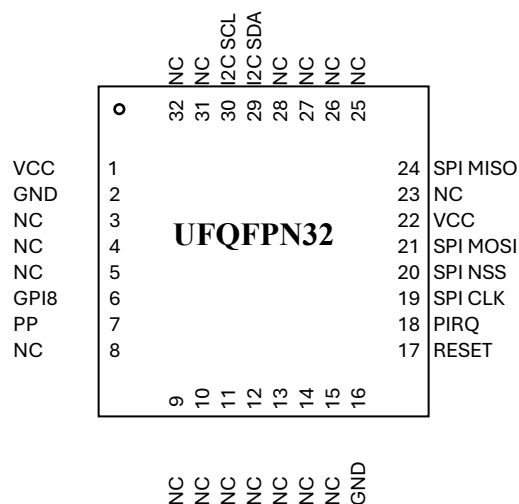 NC NC I2C SCL I2C SDA NC NC NC NC
32 31 30 29 28 27 26 25
VCC 1 24 SPI MISO
GND 2 23 NC
NC 3 22 VCC
NC 4 21 SPI MOSI
UFQFPN32
NC 5 20 SPI NSS
GPI8 6 19 SPI CLK
PP 7 18 PIRQ
NC 8 17 RESET
9 10 11 12 13 14 15 16
NC NC NC NC NC NC NC GND